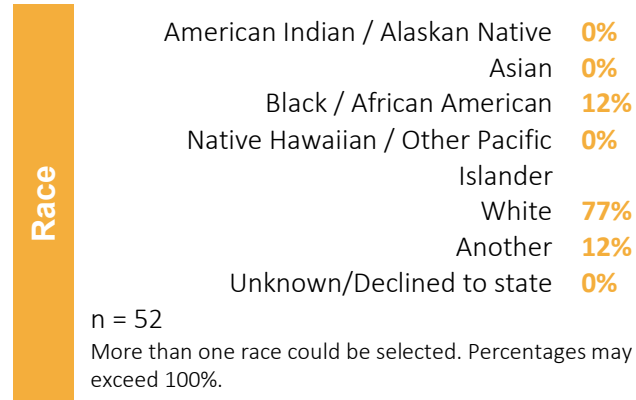 Race
American Indian / Alaskan Native 0%
Asian 0%
Black / African American 12%
Native Hawaiian / Other Pacific 0%
Islander
White 77%
Another 12%
Unknown/Declined to state 0%
n = 52
More than one race could be selected. Percentages may
exceed 100%.